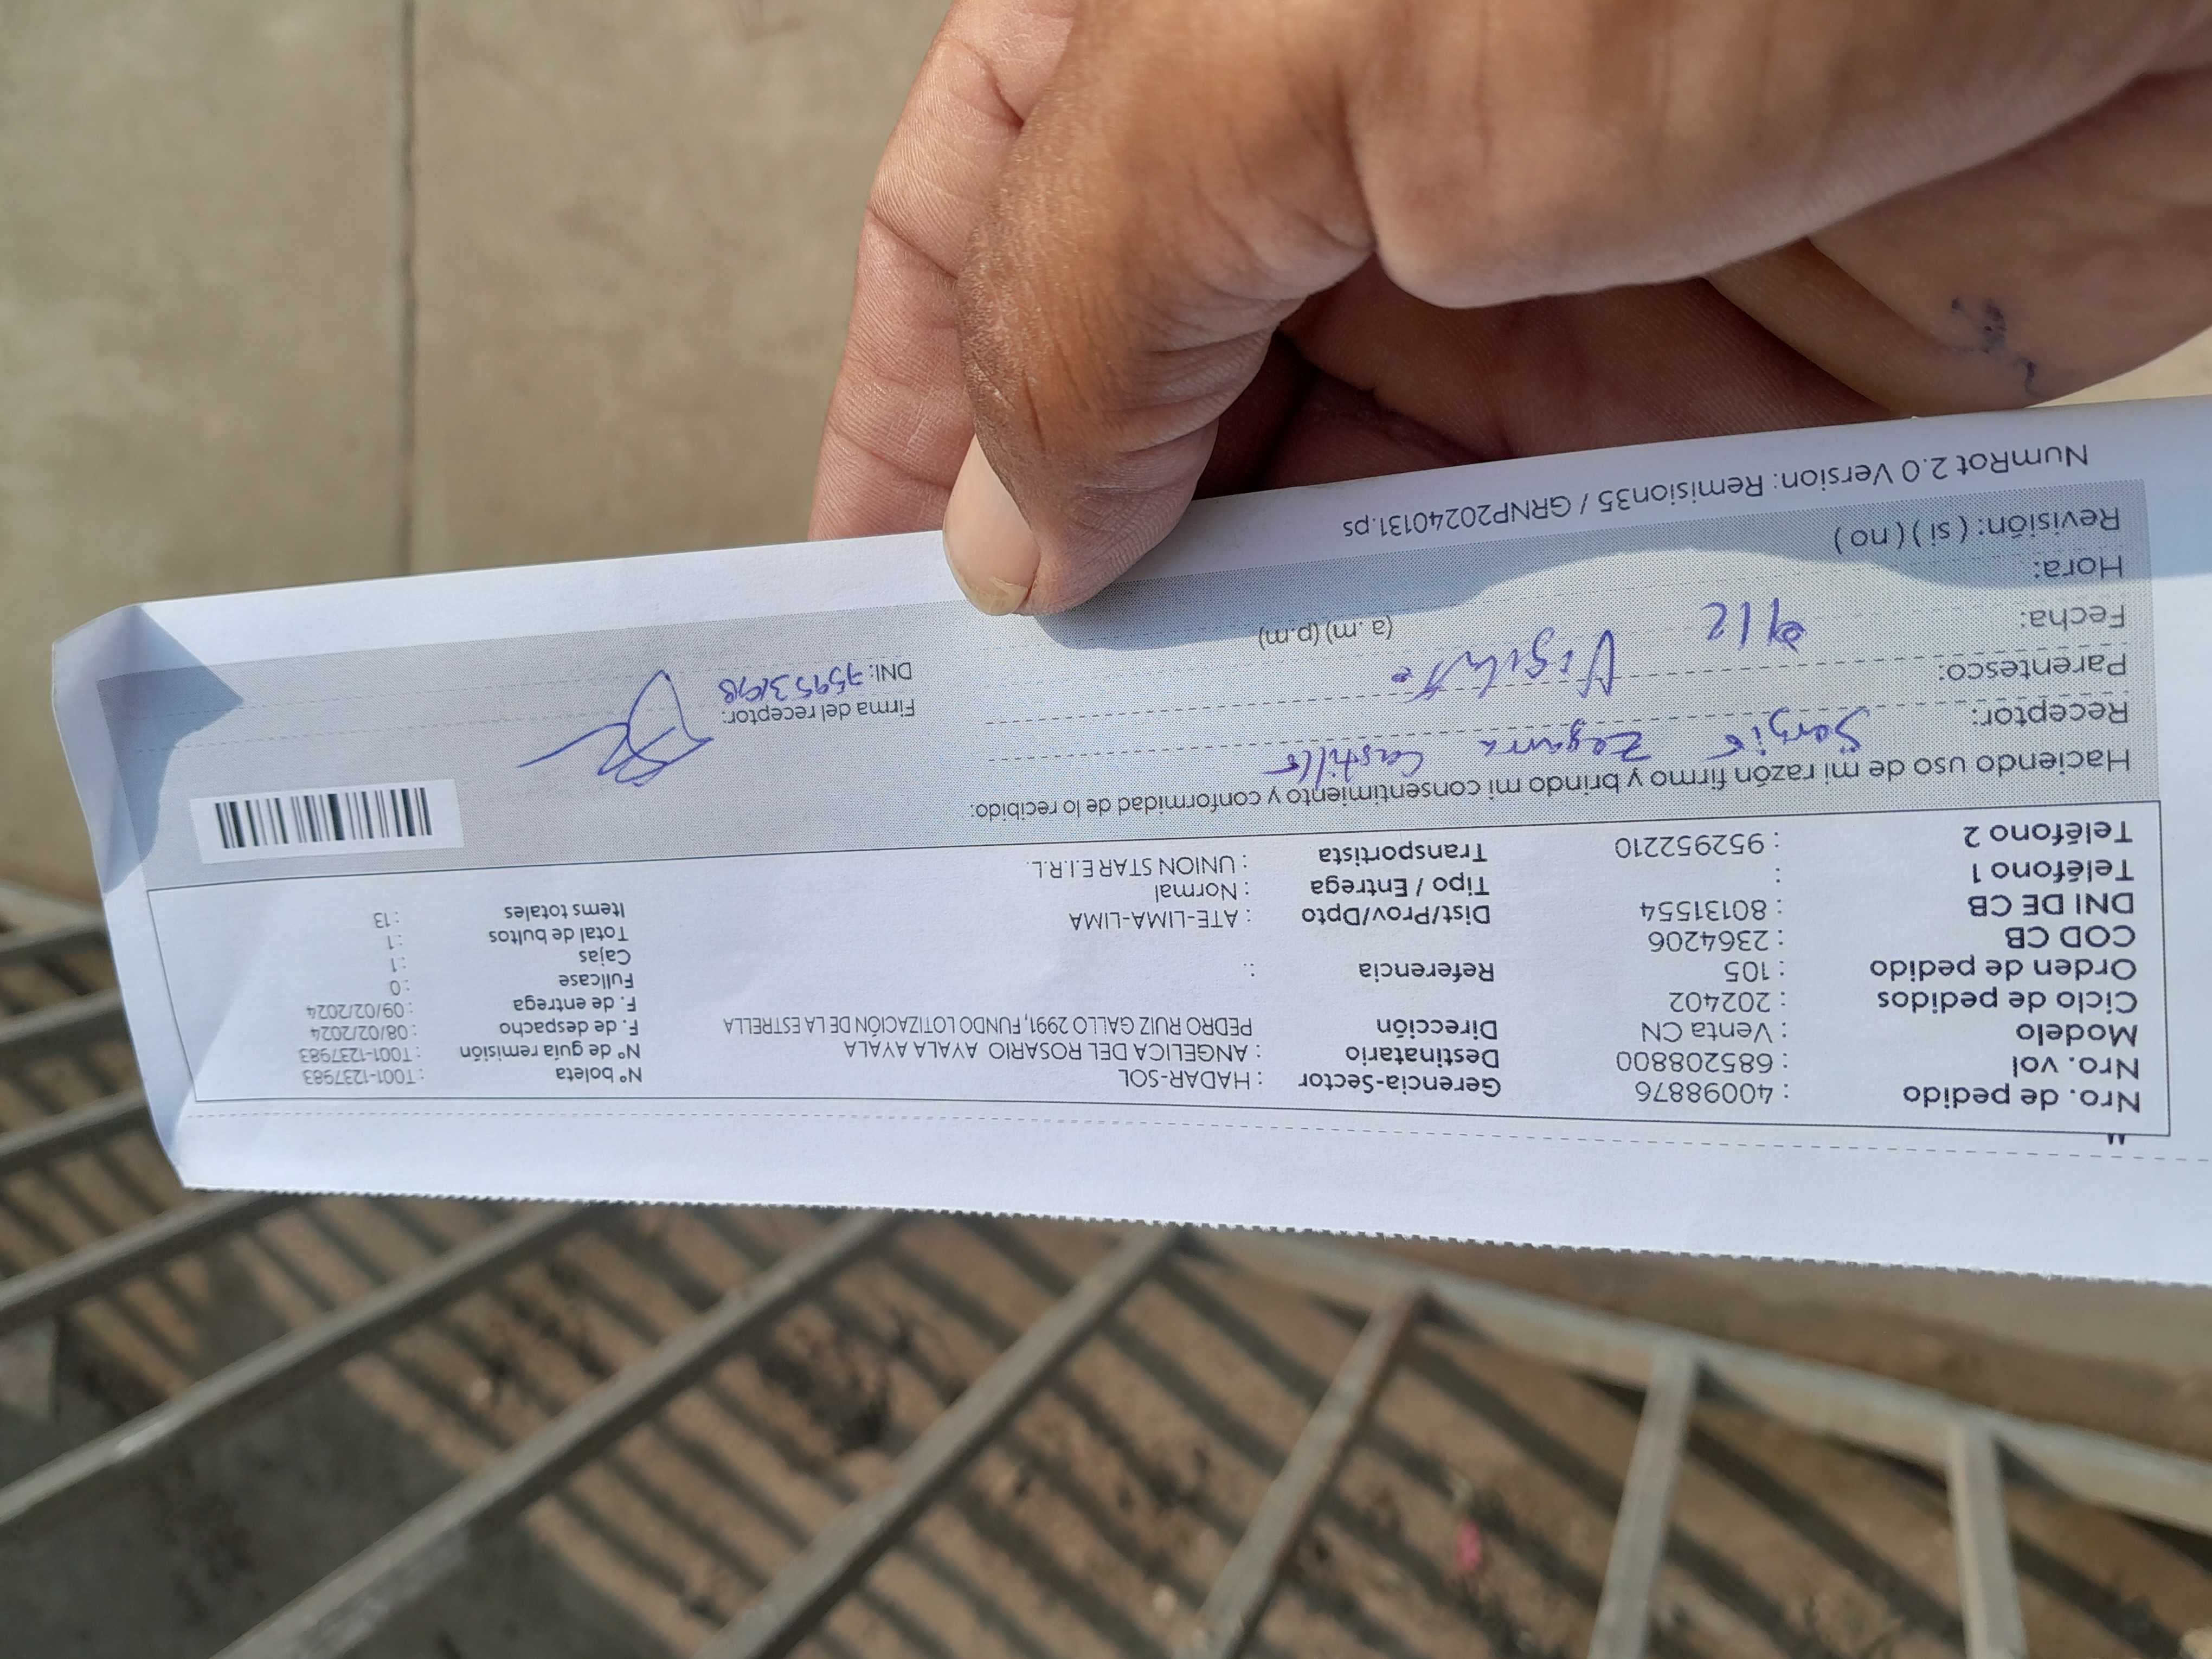 Nro. de pedido : 40098876 Gerencia-Sector : HADAR-SOL Nº boleta : T001-1237983
Nro. vol : 685208800 Destinatario : ANGELICA DEL ROSARIO AYALA AYALA Nº de guía remisión : T001-1237983
Modelo : Venta CN Dirección PEDRO RUIZ GALLO 2991, FUNDO LOTIZACIÓN DE LA ESTRELLA F. de despacho : 08/02/2024
Ciclo de pedidos : 202402 F. de entrega : 09/02/2024
Orden de pedido : 105 Referencia : . Fullcase : 0
COD CB : 2364206 Cajas : 1
DNI DE CB : 80131554 Dist/Prov/Dpto : ATE-LIMA-LIMA Total de bultos : 1
Teléfono 1 : Tipo / Entrega : Normal Items totales : 13
Teléfono 2 : 952952210 Transportista : UNION STAR E.I.R.L.
Haciendo uso de mi razón firmo y brindo mi consentimiento y conformidad de lo recibido:
Receptor: Sergio Zegarra Castillo Firma del receptor:
Parentesco: DNI:
Fecha: 9/2
Hora: (a. m) (p.m)
Revisión: ( si ) ( no )
NumRot 2.0 Version: Remision35 / GRNP20240131.ps